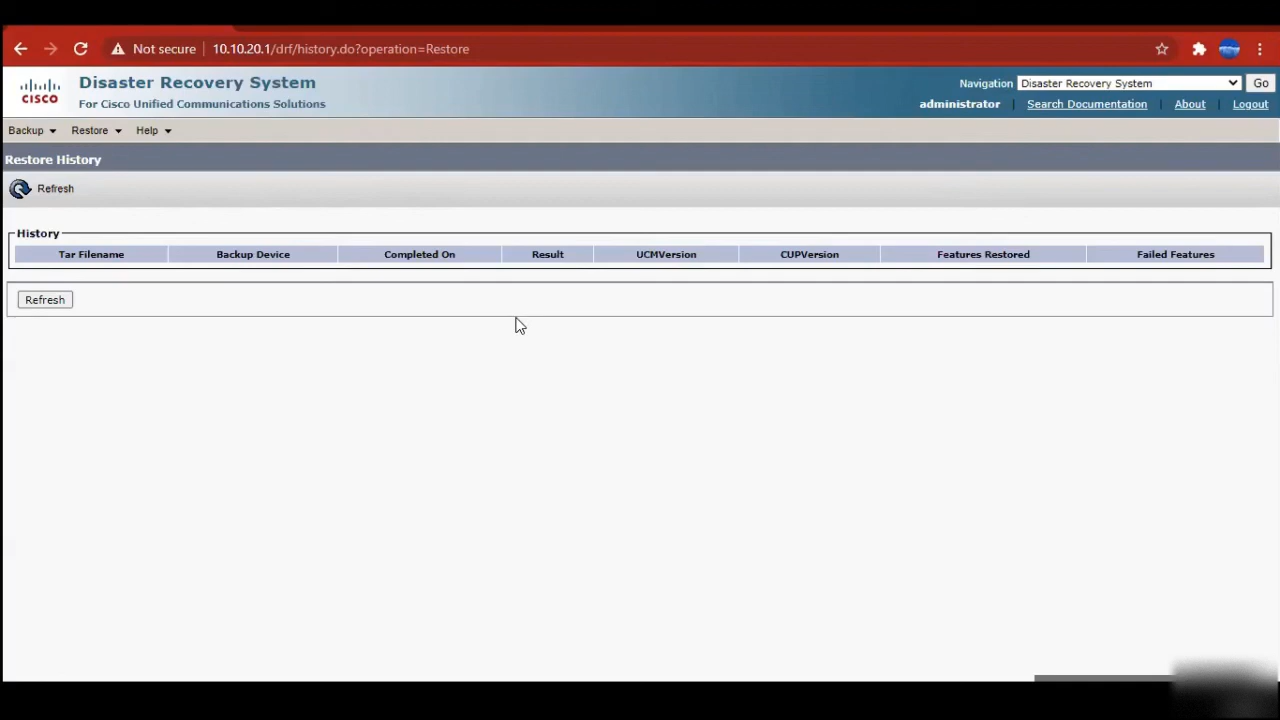 Not secure
10.10.20.1/drf/history.do?operation=Restore
CISCO
Disaster Recovery System
For Cisco Unified Communications Solutions
Navigation Disaster Recovery System Go
administrator | Search Documentation | About | Logout
Backup Restore Help
Restore History
Refresh
History
Tar Filename Backup Device Completed On Result UCMVersion CUPVersion Features Restored Failed Features
Refresh